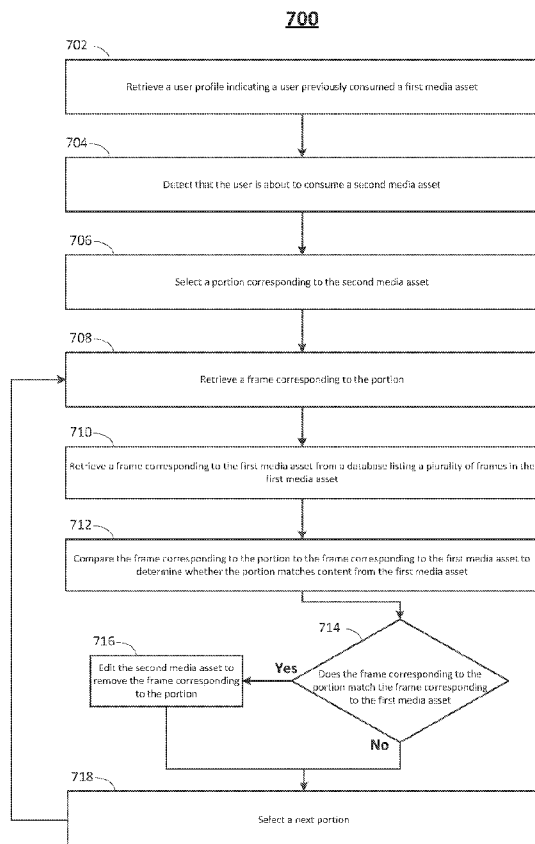 700
702
Retrieve a user profile indicating a user previously consumed a first media asset
704
Detect that the user is about to consume a second media asset
706
Select a portion corresponding to the second media asset
708
Retrieve a frame corresponding to the portion
710
Retrieve a frame corresponding to the first media asset from a database listing a plurality of frames in the
first media asset
712
Compare the frame corresponding to the portion to the frame corresponding to the first media asset to
determine whether the portion matches content from the first media asset
714
Does the frame corresponding to the
portion match the frame corresponding
to the first media asset
Yes
716
Edit the second media asset to
remove the frame corresponding
to the portion
No
718
Select a next portion